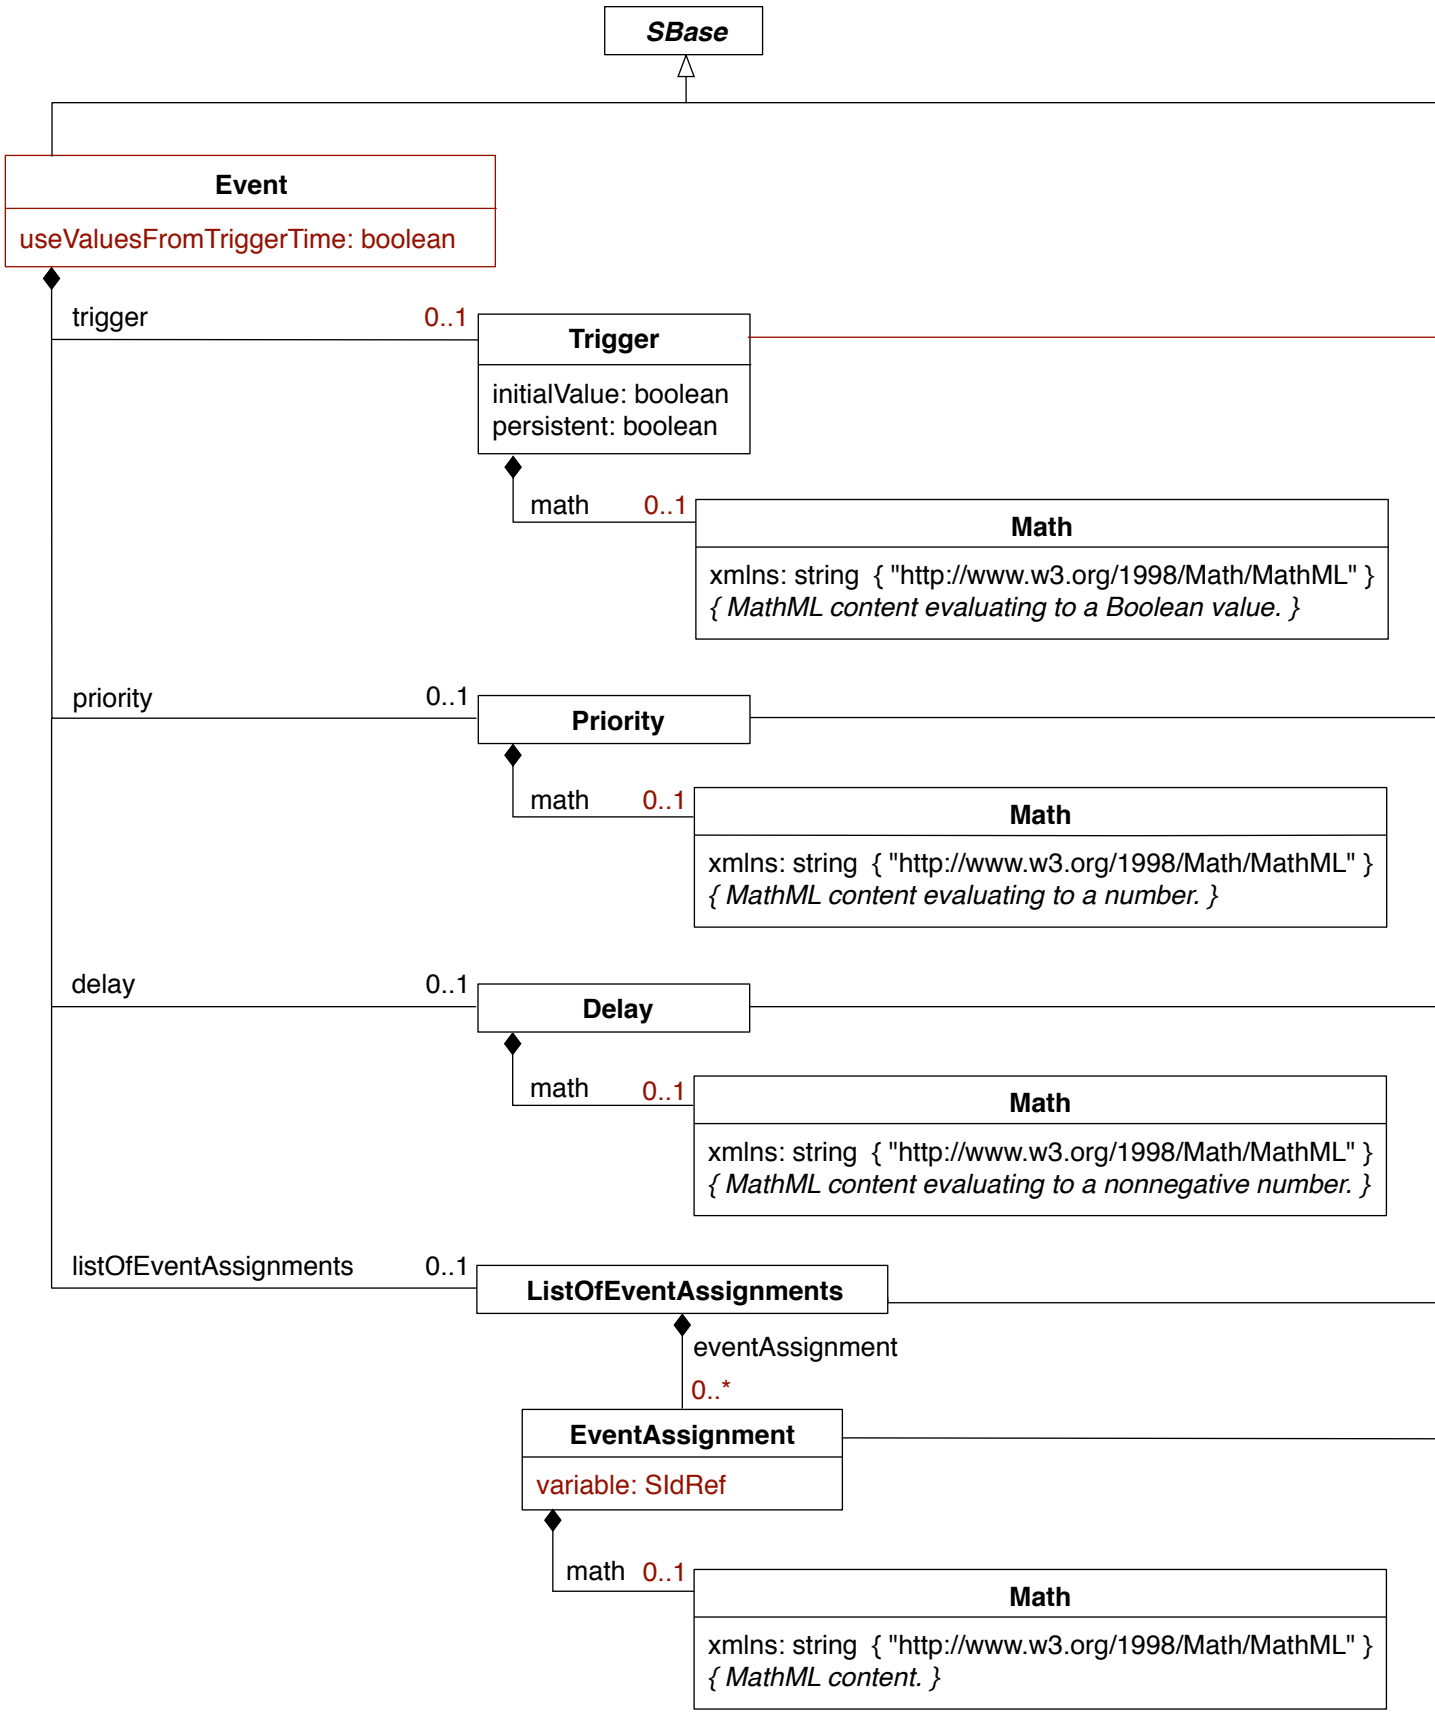 SBase
Event
useValuesFromTriggerTime: boolean
trigger 0..1
Trigger
initialValue: boolean
persistent: boolean
math 0..1
Math
xmlns: string { "http://www.w3.org/1998/Math/MathML" }
{ MathML content evaluating to a Boolean value. }
priority 0..1
Priority
math 0..1
Math
xmlns: string { "http://www.w3.org/1998/Math/MathML" }
{ MathML content evaluating to a number. }
delay 0..1
Delay
math 0..1
Math
xmlns: string { "http://www.w3.org/1998/Math/MathML" }
{ MathML content evaluating to a nonnegative number. }
listOfEventAssignments 0..1
ListOfEventAssignments
eventAssignment
0..*
EventAssignment
variable: SIdRef
math 0..1
Math
xmlns: string { "http://www.w3.org/1998/Math/MathML" }
{ MathML content. }